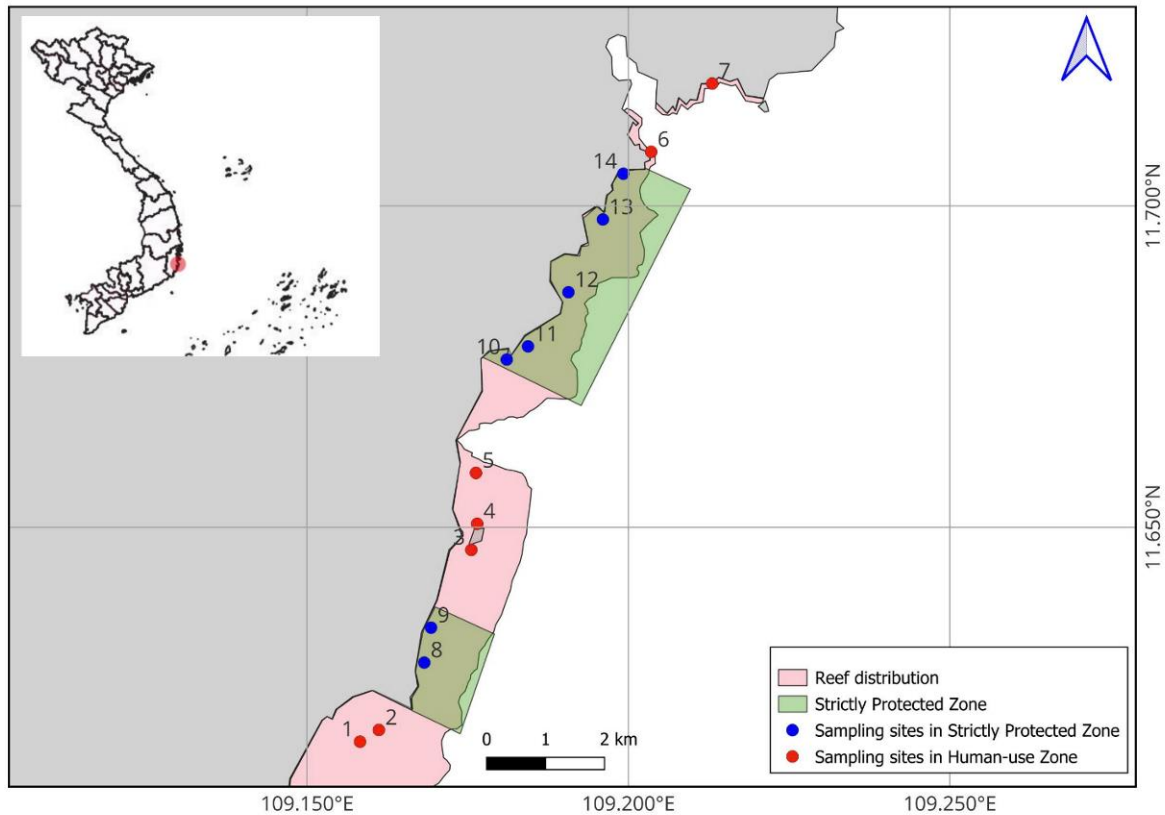 7
6
14
13
12
11
10
5
4
3
9
8
2
1
11.700°N
11.650°N
0 1 2 km
Reef distribution
Strictly Protected Zone
Sampling sites in Strictly Protected Zone
Sampling sites in Human-use Zone
109.150°E 109.200°E 109.250°E